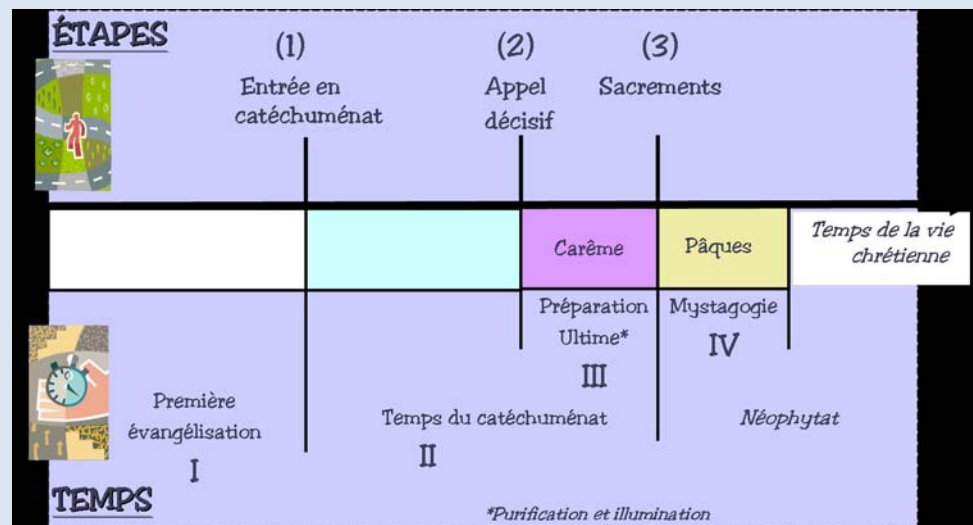 ÉTAPES
(1)
Entrée en
catéchuménat
(2)
Appel
décisif
(3)
Sacrements
Carême
Pâques
Temps de la vie
chrétienne
Préparation
Ultime*
III
Mystagogie
IV
Première
évangélisation
I
Temps du catéchuménat
II
Néophytat
TEMPS
*Purification et illumination